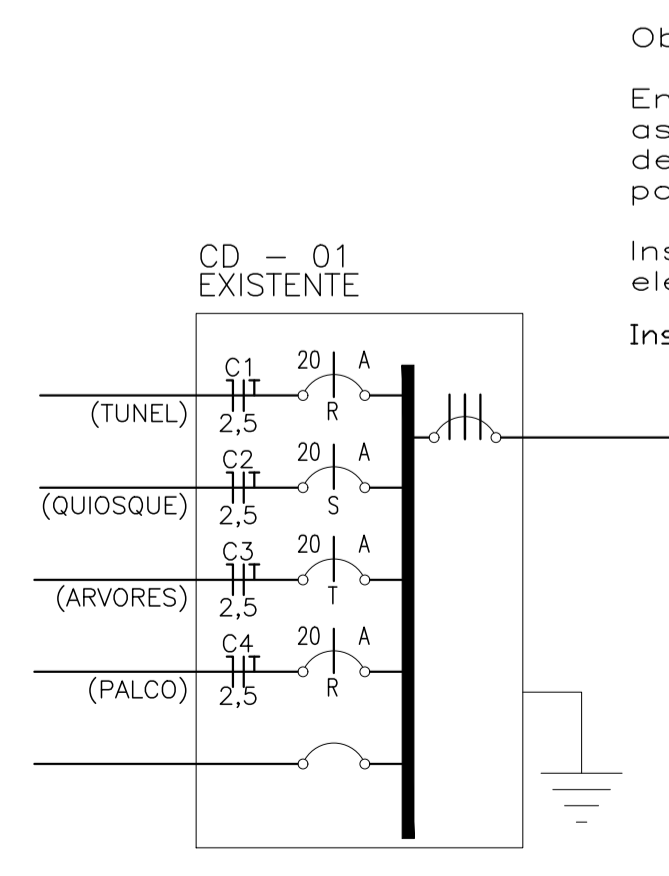 CD - 01
EXISTENTE
C1 20 A
(TUNEL) 2,5 R
C2 20 A
(QUIOSQUE) 2,5 S
C3 20 A
(ARVORES) 2,5 T
C4 20 A
(PALCO) 2,5 R